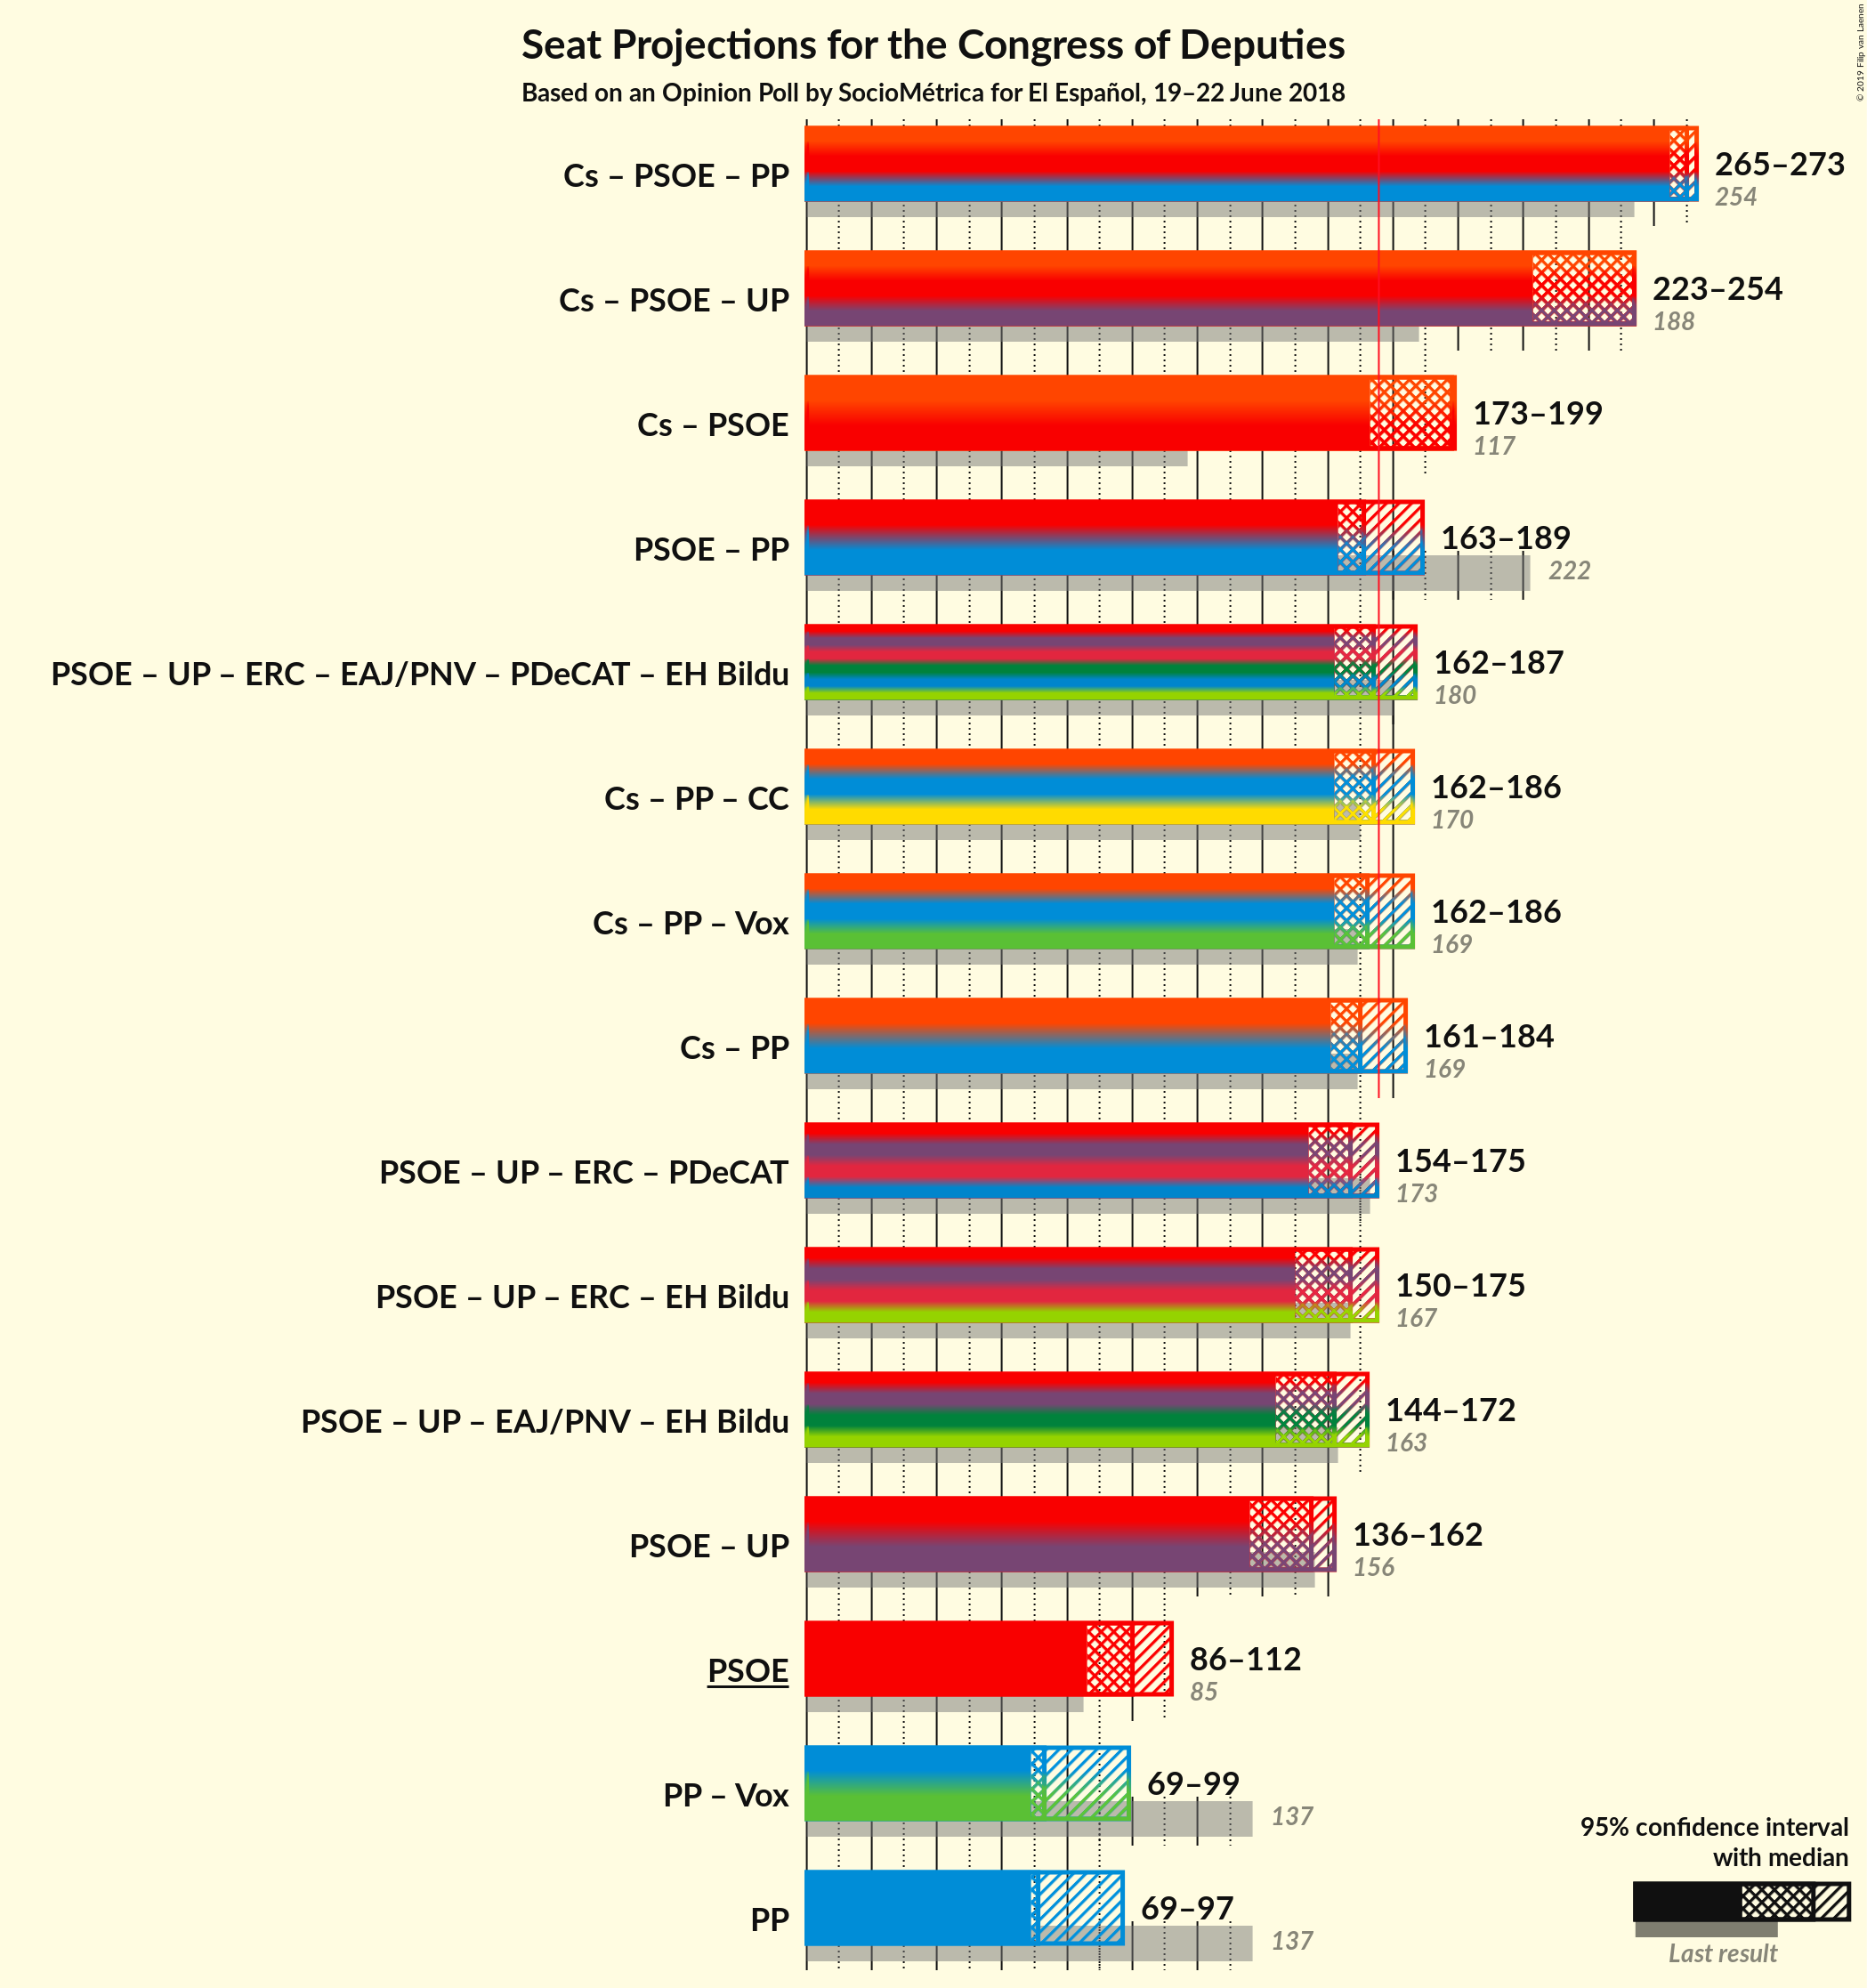 Seat Projections for the Congress of Deputies
Based on an Opinion Poll by SocioMétrica for El Español, 19–22 June 2018
© 2019 Filip van Laenen
Cs – PSOE – PP
265–273
254
Cs – PSOE – UP
223–254
188
Cs – PSOE
173–199
117
PSOE – PP
163–189
222
PSOE – UP – ERC – EAJ/PNV – PDeCAT – EH Bildu
162–187
180
Cs – PP – CC
162–186
170
Cs – PP – Vox
162–186
169
Cs – PP
161–184
169
PSOE – UP – ERC – PDeCAT
154–175
173
PSOE – UP – ERC – EH Bildu
150–175
167
PSOE – UP – EAJ/PNV – EH Bildu
144–172
163
PSOE – UP
136–162
156
PSOE
86–112
85
PP – Vox
69–99
137
PP
69–97
137
95% confidence interval
with median
Last result